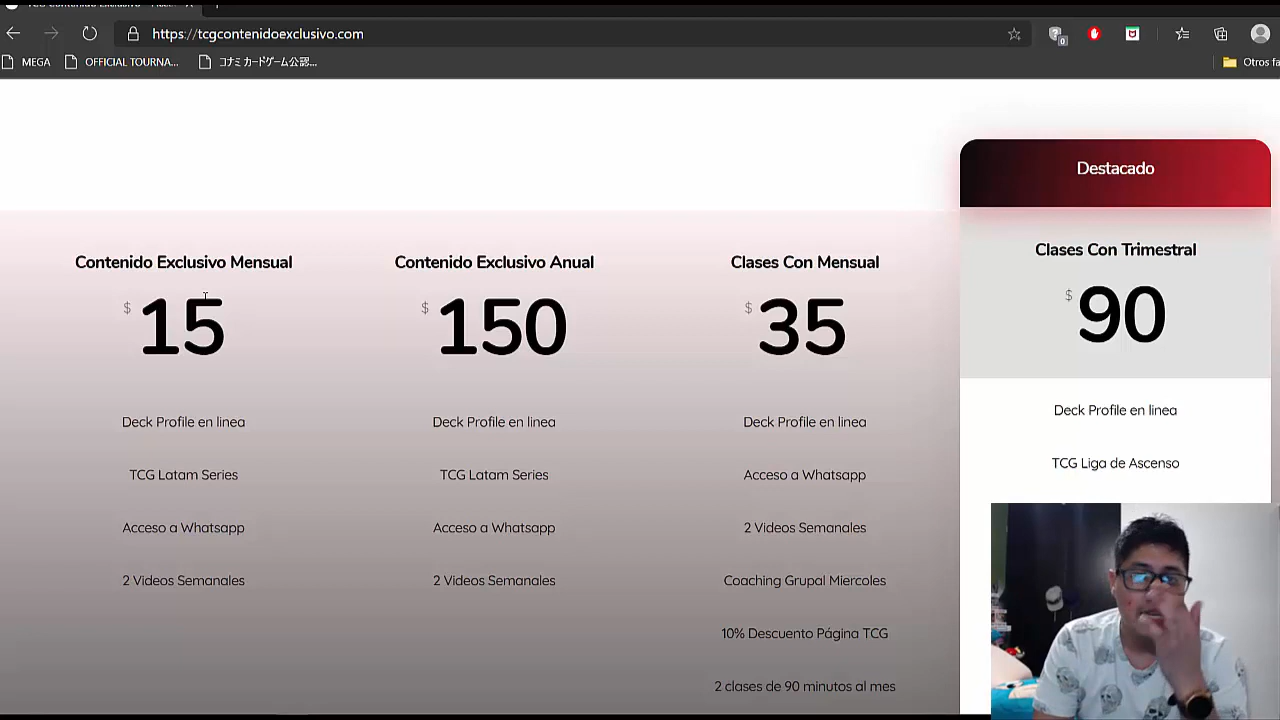 https://tcgcontenidoexclusivo.com
0
MEGA
OFFICIAL TOURNA...
コナミ カードゲーム公認...
Otros fa
Destacado
Contenido Exclusivo Mensual
$ 15
Deck Profile en linea
TCG Latam Series
Acceso a Whatsapp
2 Videos Semanales
Contenido Exclusivo Anual
$ 150
Deck Profile en linea
TCG Latam Series
Acceso a Whatsapp
2 Videos Semanales
Clases Con Mensual
$ 35
Deck Profile en linea
Acceso a Whatsapp
2 Videos Semanales
Coaching Grupal Miercoles
10% Descuento Página TCG
2 clases de 90 minutos al mes
Clases Con Trimestral
$ 90
Deck Profile en linea
TCG Liga de Ascenso